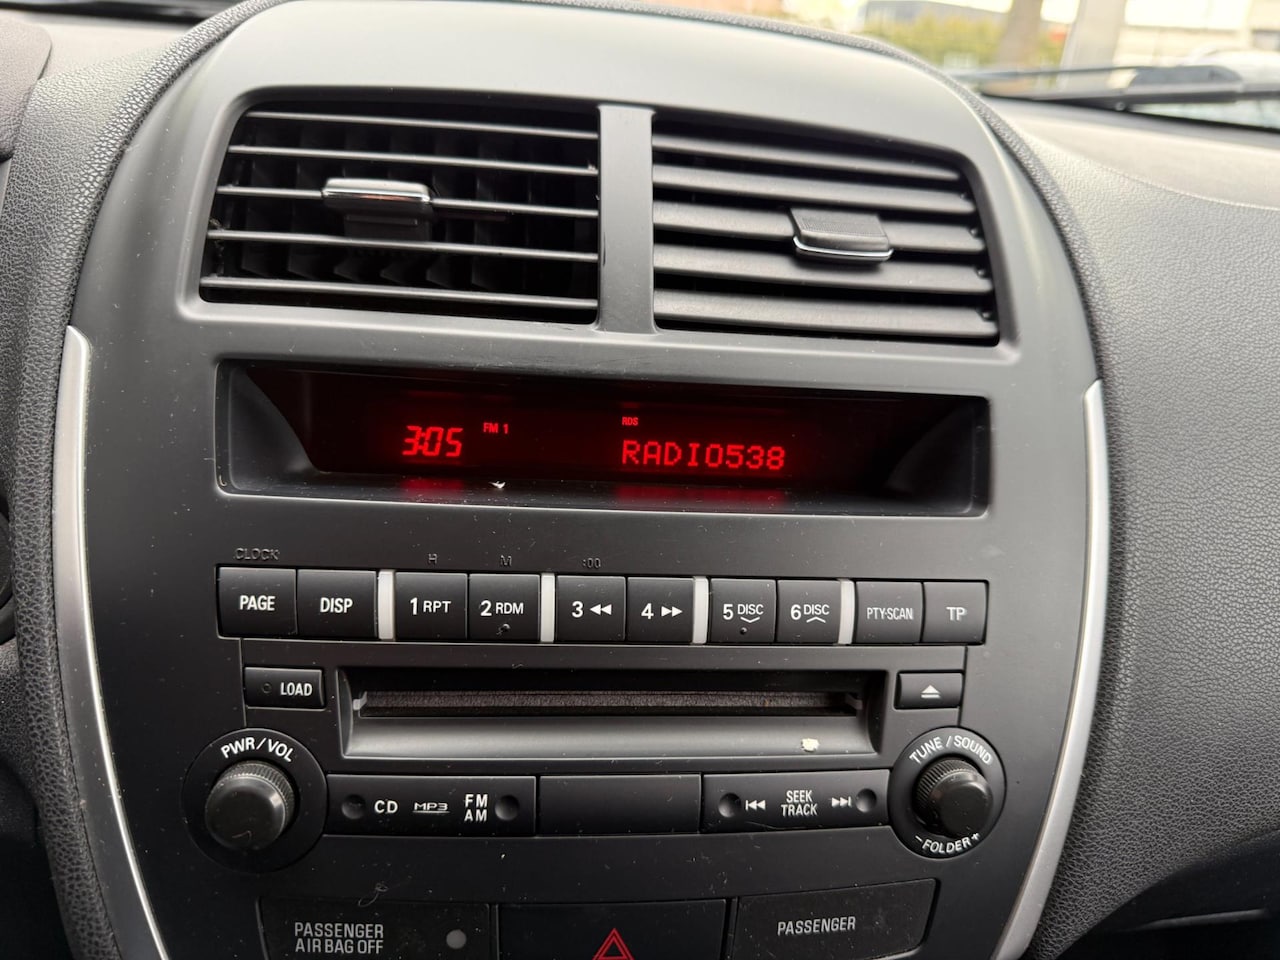 3:05 FM 1 RDS
RADIO538
CLOCK H M :00
PAGE DISP 1 RPT 2 RDM 3 ◀◀ 4 ▶▶ 5 DISC 6 DISC PTY-SCAN TP
LOAD
PWR/VOL TUNE / SOUND
CD MP3 FM
AM
SEEK
TRACK
- FOLDER +
PASSENGER
AIR BAG OFF
PASSENGER